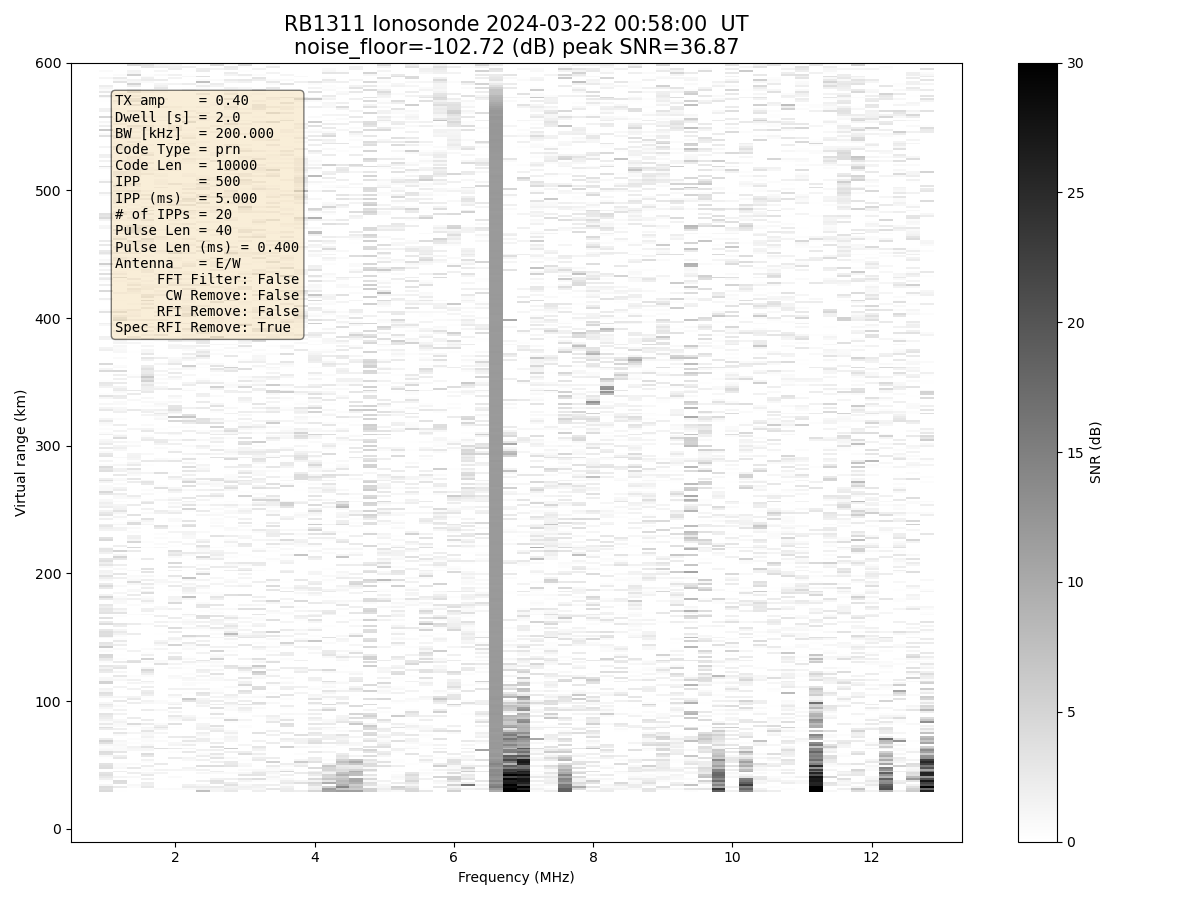 RB1311 Ionosonde 2024-03-22 00:58:00  UT
noise_floor=-102.72 (dB) peak SNR=36.87
TX amp    = 0.40
Dwell [s] = 2.0
BW [kHz]  = 200.000
Code Type = prn
Code Len  = 10000
IPP       = 500
IPP (ms)  = 5.000
# of IPPs = 20
Pulse Len = 40
Pulse Len (ms) = 0.400
Antenna   = E/W
FFT Filter: False
CW Remove: False
RFI Remove: False
Spec RFI Remove: True
600
500
400
300
200
100
0
Virtual range (km)
2
4
6
8
10
12
Frequency (MHz)
30
25
20
15
10
5
0
SNR (dB)